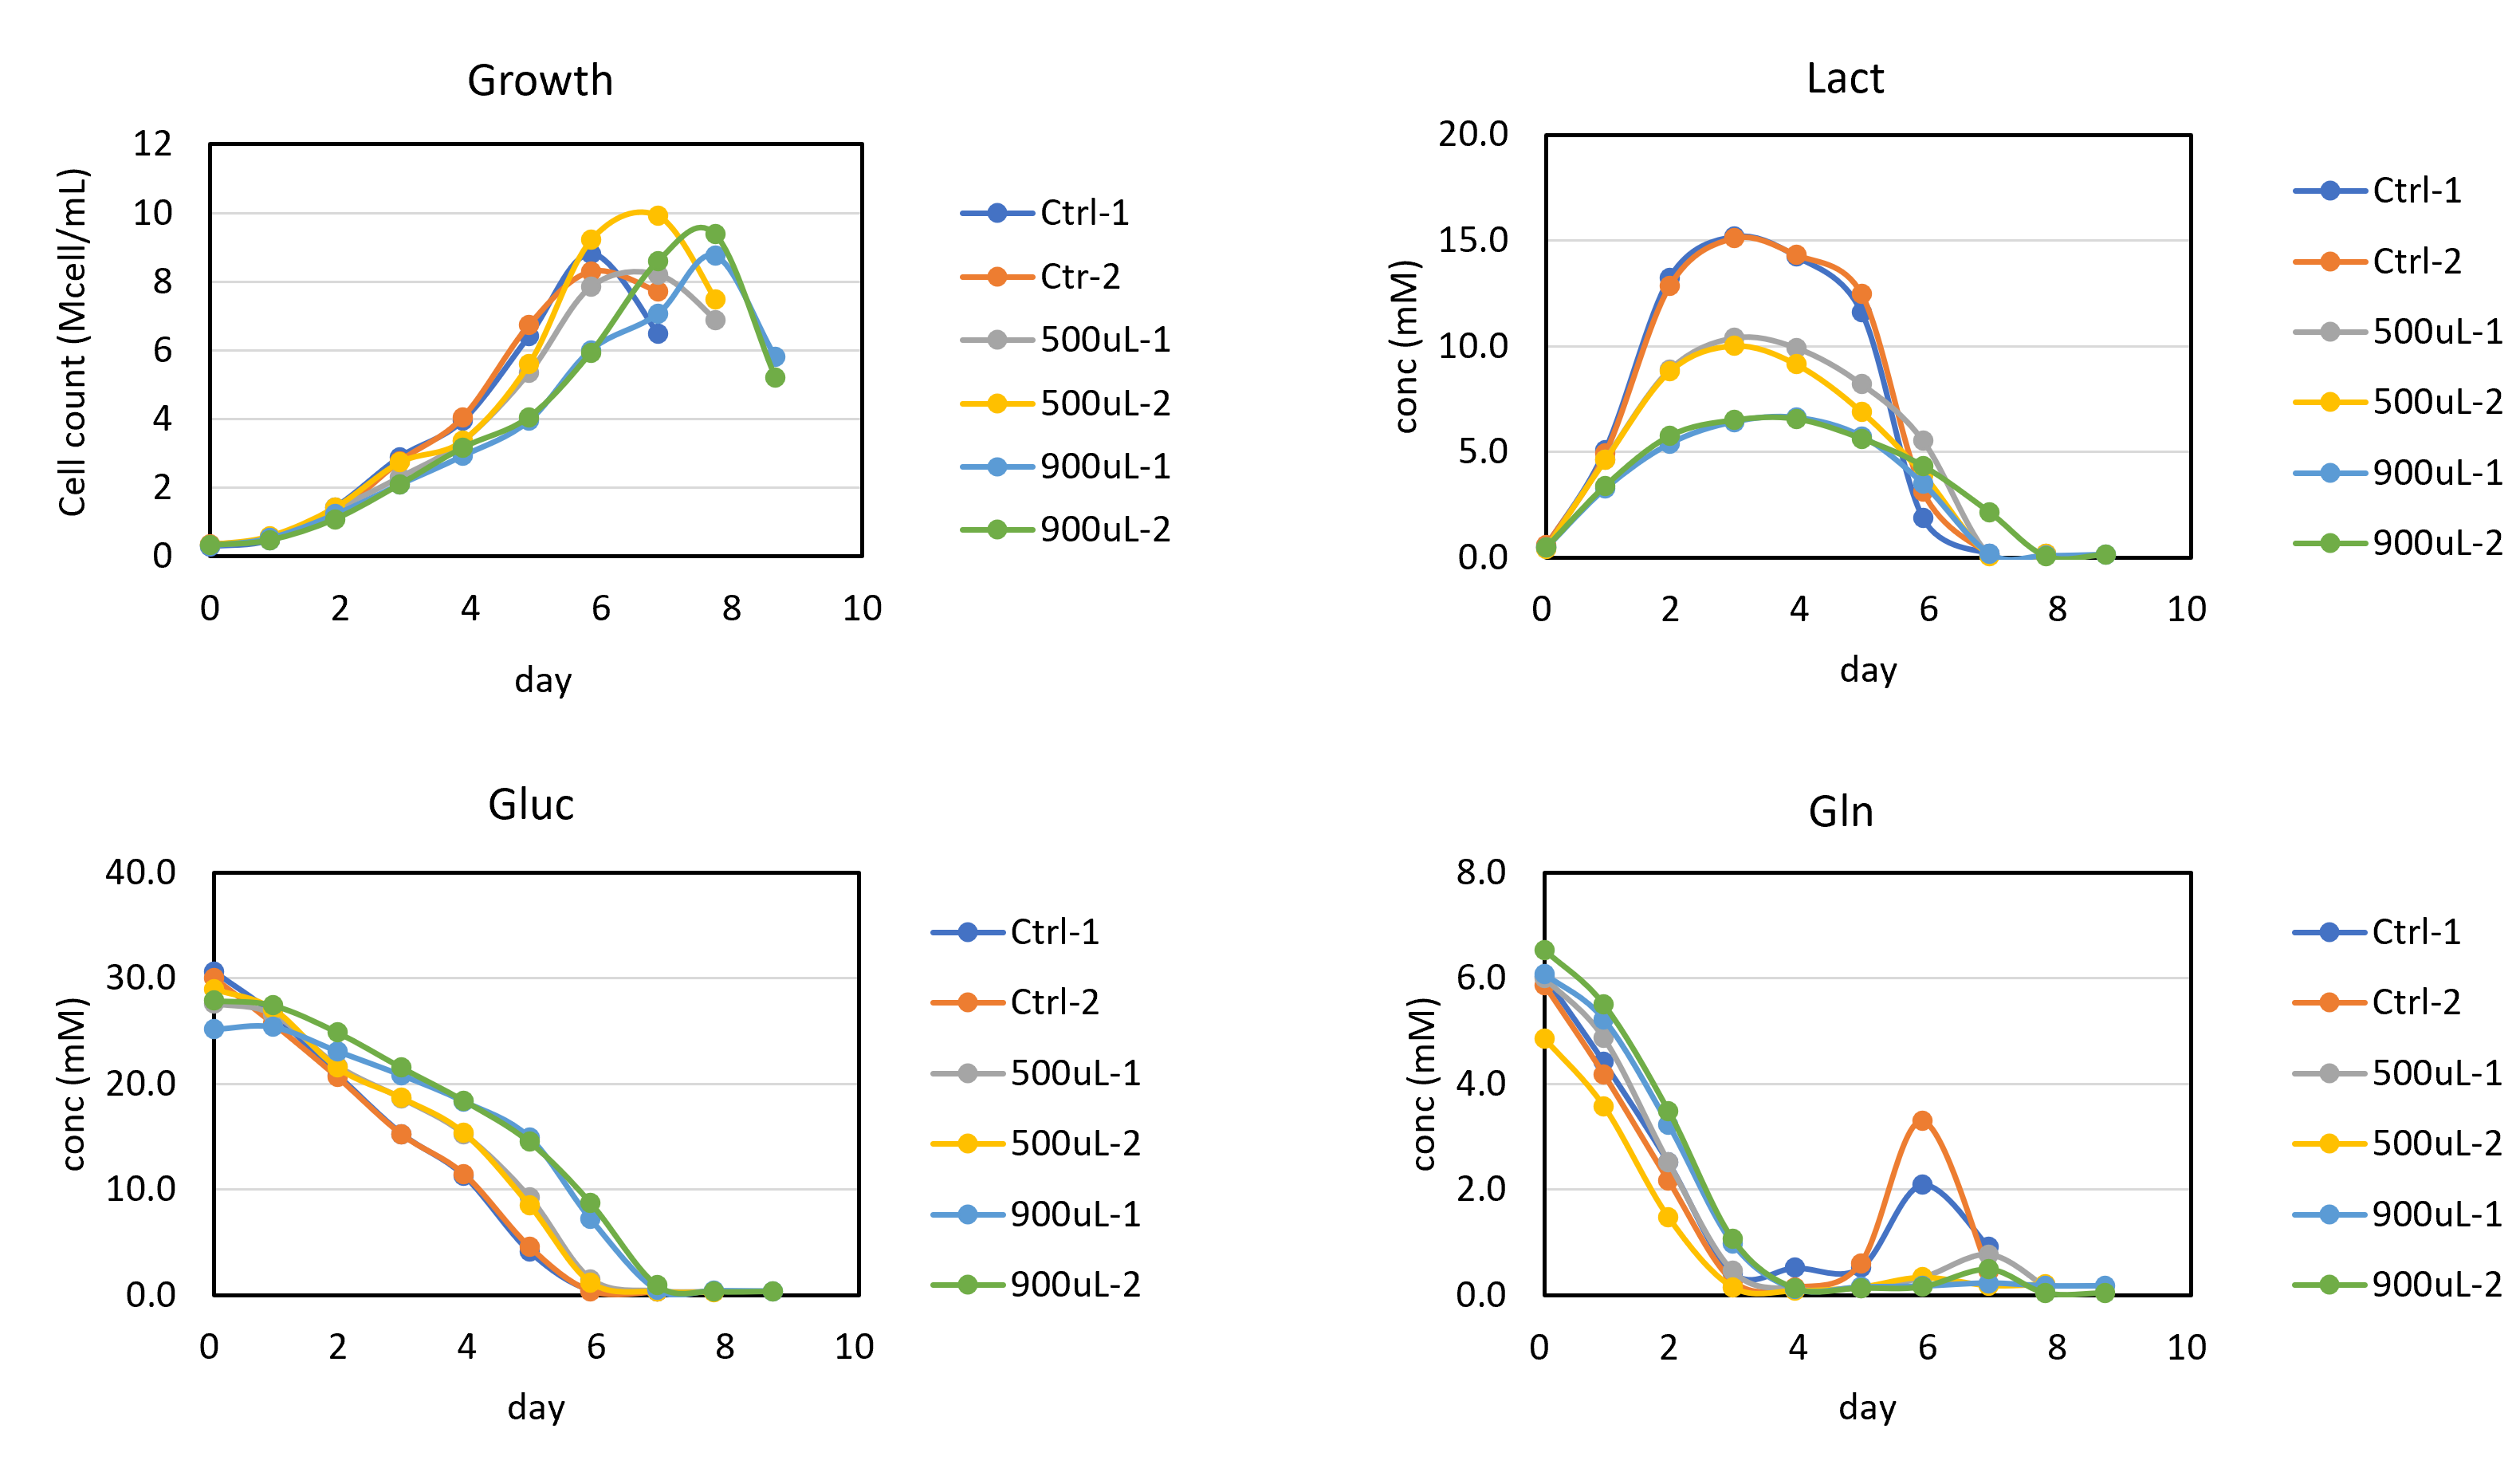 Growth
12
10
8
6
4
2
0
Cell count (Mcell/mL)
0 2 4 6 8 10
day
Ctrl-1
Ctr-2
500uL-1
500uL-2
900uL-1
900uL-2
Lact
20.0
15.0
10.0
5.0
0.0
conc (mM)
0 2 4 6 8 10
day
Ctrl-1
Ctrl-2
500uL-1
500uL-2
900uL-1
900uL-2
Gluc
40.0
30.0
20.0
10.0
0.0
conc (mM)
0 2 4 6 8 10
day
Ctrl-1
Ctrl-2
500uL-1
500uL-2
900uL-1
900uL-2
Gln
8.0
6.0
4.0
2.0
0.0
conc (mM)
0 2 4 6 8 10
day
Ctrl-1
Ctrl-2
500uL-1
500uL-2
900uL-1
900uL-2